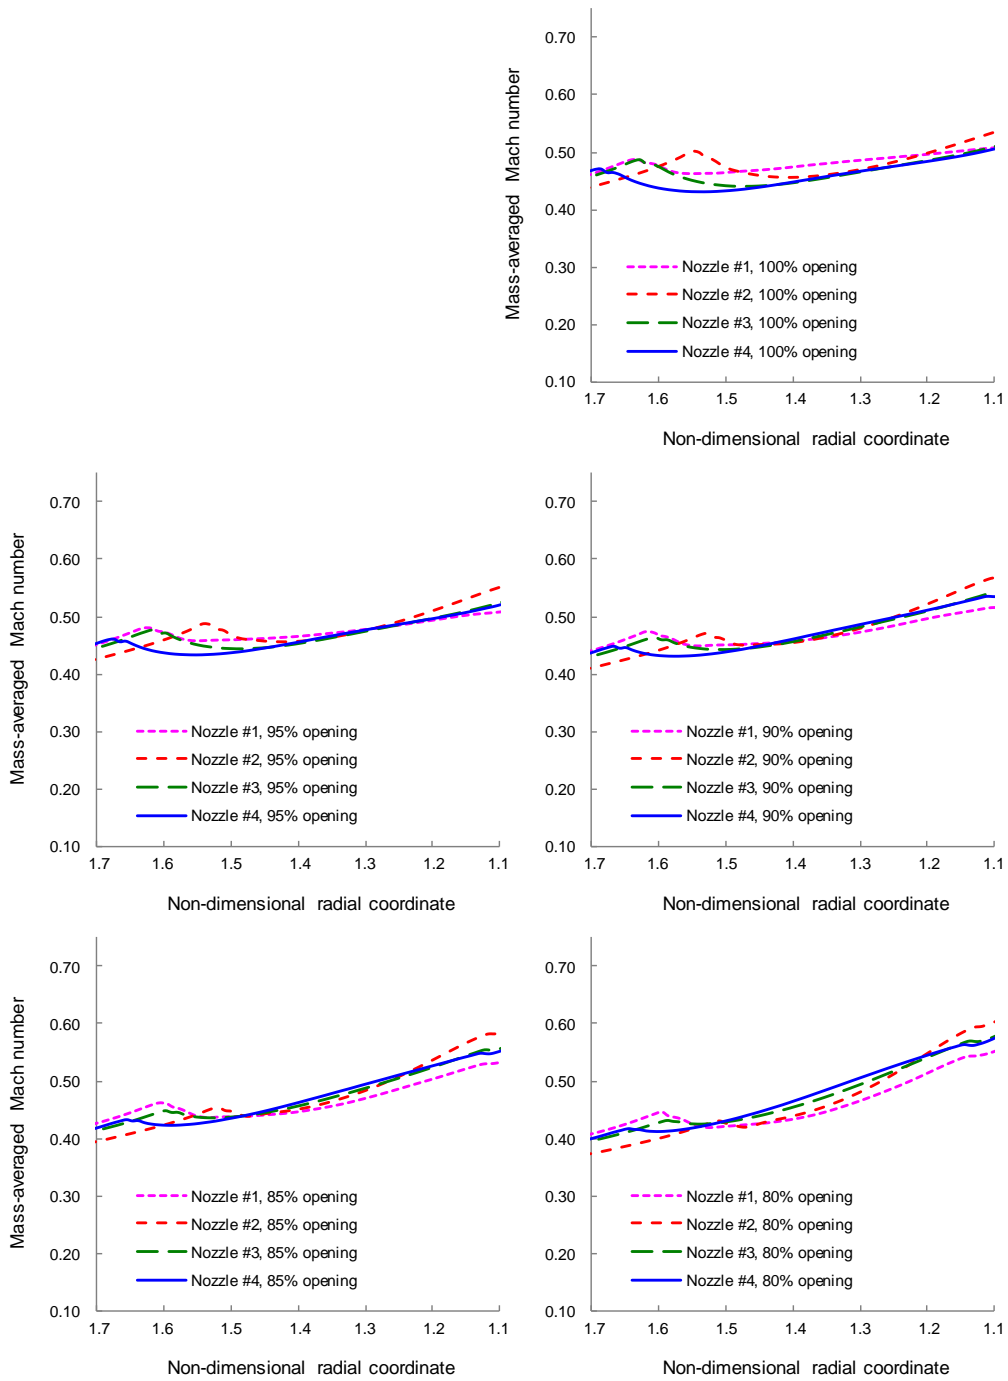 Mass-averaged Mach number
0.70
0.60
0.50
0.40
0.30
0.20
0.10
Nozzle #1, 100% opening
Nozzle #2, 100% opening
Nozzle #3, 100% opening
Nozzle #4, 100% opening
1.7 1.6 1.5 1.4 1.3 1.2 1.1
Non-dimensional radial coordinate
Mass-averaged Mach number
0.70
0.60
0.50
0.40
0.30
0.20
0.10
Nozzle #1, 95% opening
Nozzle #2, 95% opening
Nozzle #3, 95% opening
Nozzle #4, 95% opening
1.7 1.6 1.5 1.4 1.3 1.2 1.1
Non-dimensional radial coordinate
0.70
0.60
0.50
0.40
0.30
0.20
0.10
Nozzle #1, 90% opening
Nozzle #2, 90% opening
Nozzle #3, 90% opening
Nozzle #4, 90% opening
1.7 1.6 1.5 1.4 1.3 1.2 1.1
Non-dimensional radial coordinate
Mass-averaged Mach number
0.70
0.60
0.50
0.40
0.30
0.20
0.10
Nozzle #1, 85% opening
Nozzle #2, 85% opening
Nozzle #3, 85% opening
Nozzle #4, 85% opening
1.7 1.6 1.5 1.4 1.3 1.2 1.1
Non-dimensional radial coordinate
0.70
0.60
0.50
0.40
0.30
0.20
0.10
Nozzle #1, 80% opening
Nozzle #2, 80% opening
Nozzle #3, 80% opening
Nozzle #4, 80% opening
1.7 1.6 1.5 1.4 1.3 1.2 1.1
Non-dimensional radial coordinate